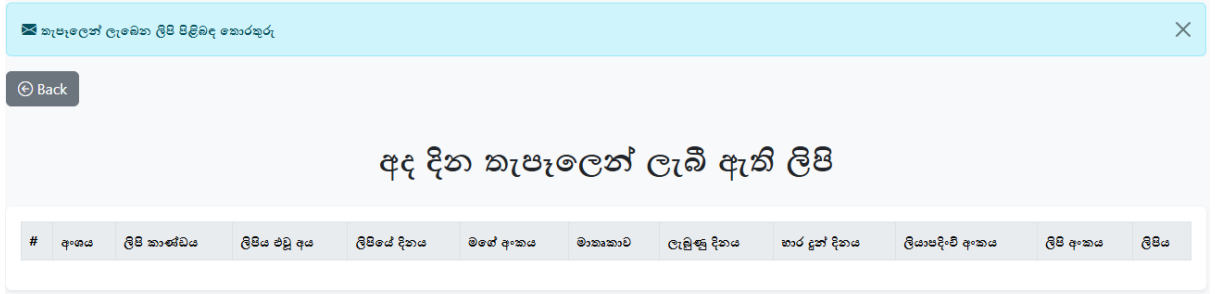 තැපෑලෙන් ලැබෙන ලිපි පිළිබඳ තොරතුරු
Back
අද දින තැපෑලෙන් ලැබී ඇති ලිපි
# අංශය ලිපි කාණ්ඩය ලිපිය එවූ අය ලිපියේ දිනය මගේ අංකය මාතෘකාව ලැබුණු දිනය භාර දුන් දිනය ලියාපදිංචි අංකය ලිපි අංකය ලිපිය